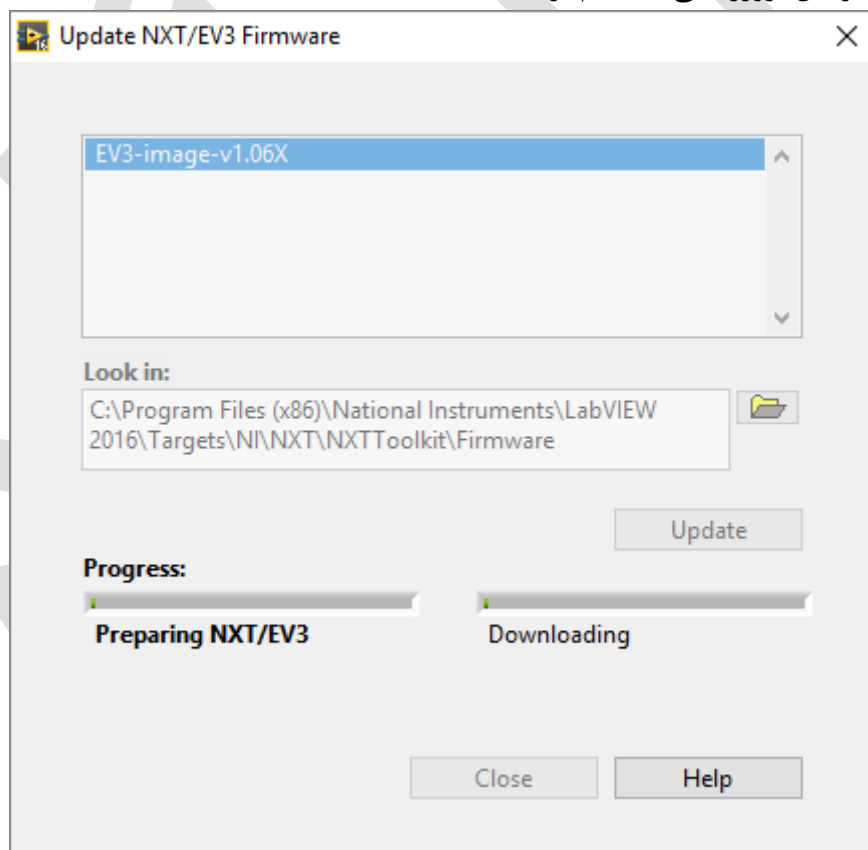 Update NXT/EV3 Firmware
EV3-image-v1.06X
Look in:
C:\Program Files (x86)\National Instruments\LabVIEW
2016\Targets\NI\NXT\NXTToolkit\Firmware
Update
Progress:
Preparing NXT/EV3
Downloading
Close
Help